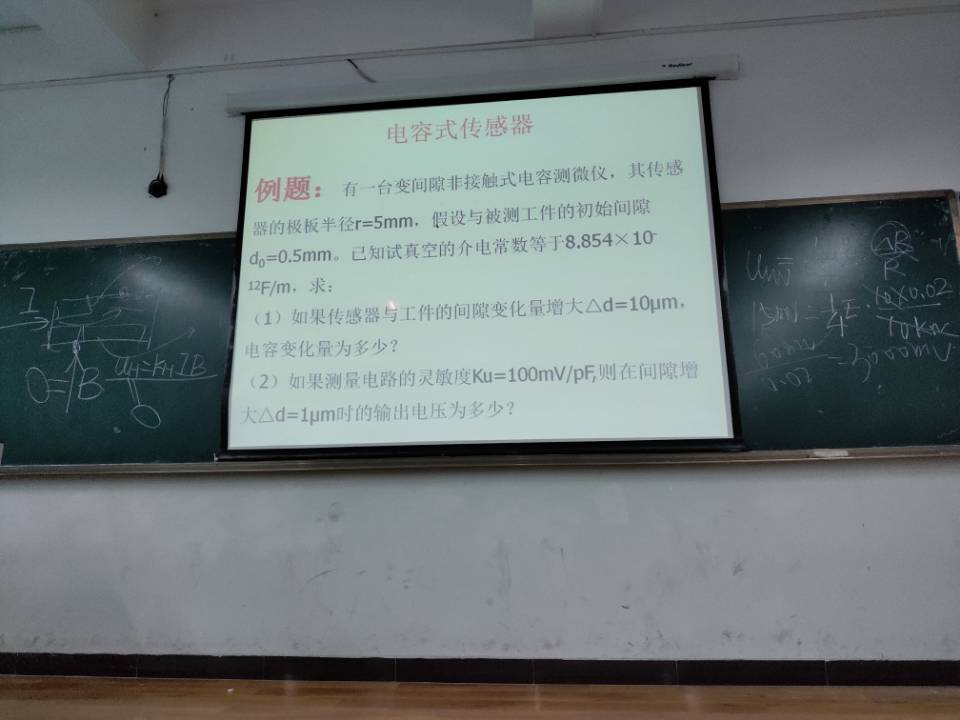 电容式传感器
例题：有一台变间隙非接触式电容测微仪，其传感
器的极板半径r=5mm，假设与被测工件的初始间隙
d₀=0.5mm。已知试真空的介电常数等于8.854×10⁻
¹²F/m，求：
（1）如果传感器与工件的间隙变化量增大△d=10μm，
电容变化量为多少？
（2）如果测量电路的灵敏度Ku=100mV/pF,则在间隙增
大△d=1μm时的输出电压为多少？
I
B
△R
R
10×0.02